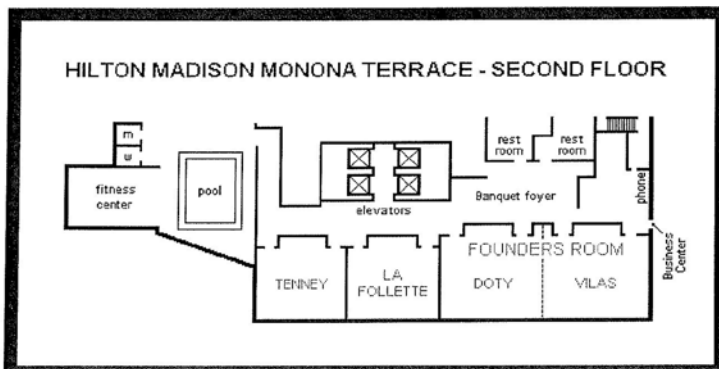 HILTON MADISON MONONA TERRACE - SECOND FLOOR
m
w
fitness
center
pool
elevators
rest
room
rest
room
Banquet foyer
phone
Business
Center
FOUNDERS ROOM
TENNEY
LA
FOLLETTE
DOTY
VILAS